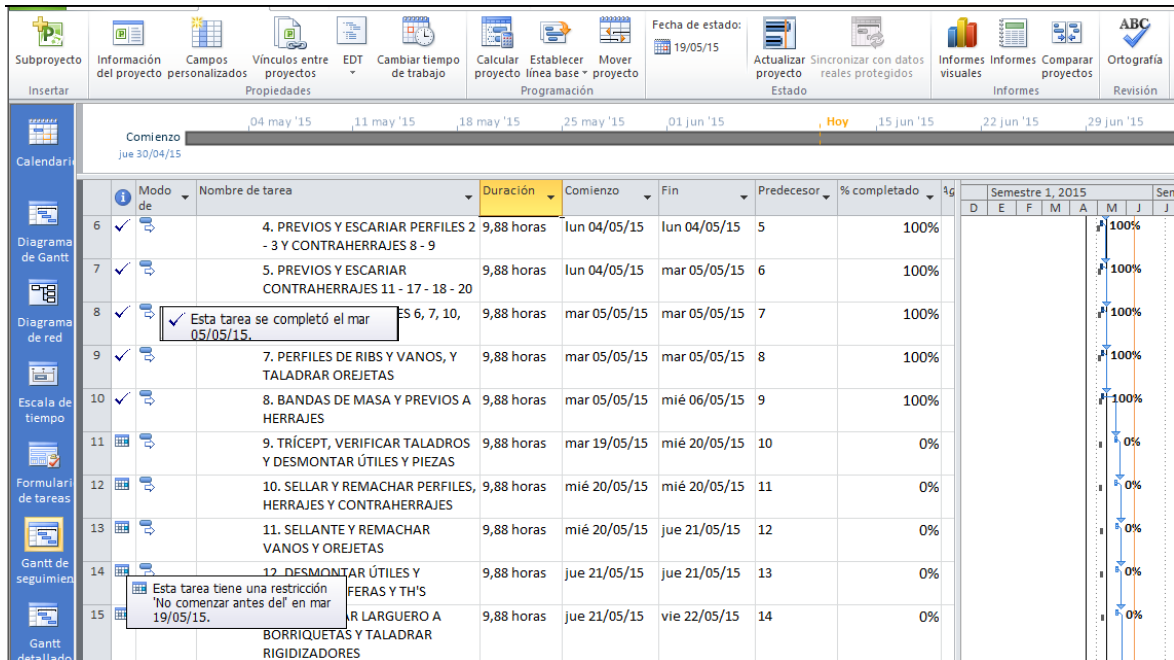 Subproyecto
Insertar
Información del proyecto
Campos personalizados
Vínculos entre proyectos
EDT
Cambiar tiempo de trabajo
Propiedades
Calcular proyecto
Establecer línea base
Mover proyecto
Programación
Fecha de estado:
19/05/15
Actualizar proyecto
Sincronizar con datos reales protegidos
Estado
Informes visuales
Informes
Comparar proyectos
Informes
ABC
Ortografía
Revisión
04 may '15 11 may '15 18 may '15 25 may '15 01 jun '15 Hoy 15 jun '15 22 jun '15 29 jun '15
Comienzo
jue 30/04/15
Calendari
Diagrama de Gantt
Diagrama de red
Escala de tiempo
Formulari de tareas
Gantt de seguimien
Gantt detallado
Modo de Nombre de tarea Duración Comienzo Fin Predecesor % completado Ag
Semestre 1, 2015 Sen
D E F M A M J J
6 4. PREVIOS Y ESCARIAR PERFILES 2 9,88 horas lun 04/05/15 lun 04/05/15 5 100% 100%
- 3 Y CONTRAHERRAJES 8 - 9
7 5. PREVIOS Y ESCARIAR 9,88 horas lun 04/05/15 mar 05/05/15 6 100% 100%
CONTRAHERRAJES 11 - 17 - 18 - 20
8 ES 6, 7, 10, 9,88 horas mar 05/05/15 mar 05/05/15 7 100% 100%
Esta tarea se completó el mar
05/05/15.
9 7. PERFILES DE RIBS Y VANOS, Y 9,88 horas mar 05/05/15 mar 05/05/15 8 100% 100%
TALADRAR OREJETAS
10 8. BANDAS DE MASA Y PREVIOS A 9,88 horas mar 05/05/15 mié 06/05/15 9 100% 100%
HERRAJES
11 9. TRÍCEPT, VERIFICAR TALADROS 9,88 horas mar 19/05/15 mié 20/05/15 10 0% 0%
Y DESMONTAR ÚTILES Y PIEZAS
12 10. SELLAR Y REMACHAR PERFILES, 9,88 horas mié 20/05/15 mié 20/05/15 11 0% 0%
HERRAJES Y CONTRAHERRAJES
13 11. SELLANTE Y REMACHAR 9,88 horas mié 20/05/15 jue 21/05/15 12 0% 0%
VANOS Y OREJETAS
14 12. DESMONTAR ÚTILES Y 9,88 horas jue 21/05/15 jue 21/05/15 13 0% 0%
FERAS Y TH'S
Esta tarea tiene una restricción
'No comenzar antes del' en mar
19/05/15.
15 AR LARGUERO A 9,88 horas jue 21/05/15 vie 22/05/15 14 0% 0%
BORRIQUETAS Y TALADRAR
RIGIDIZADORES